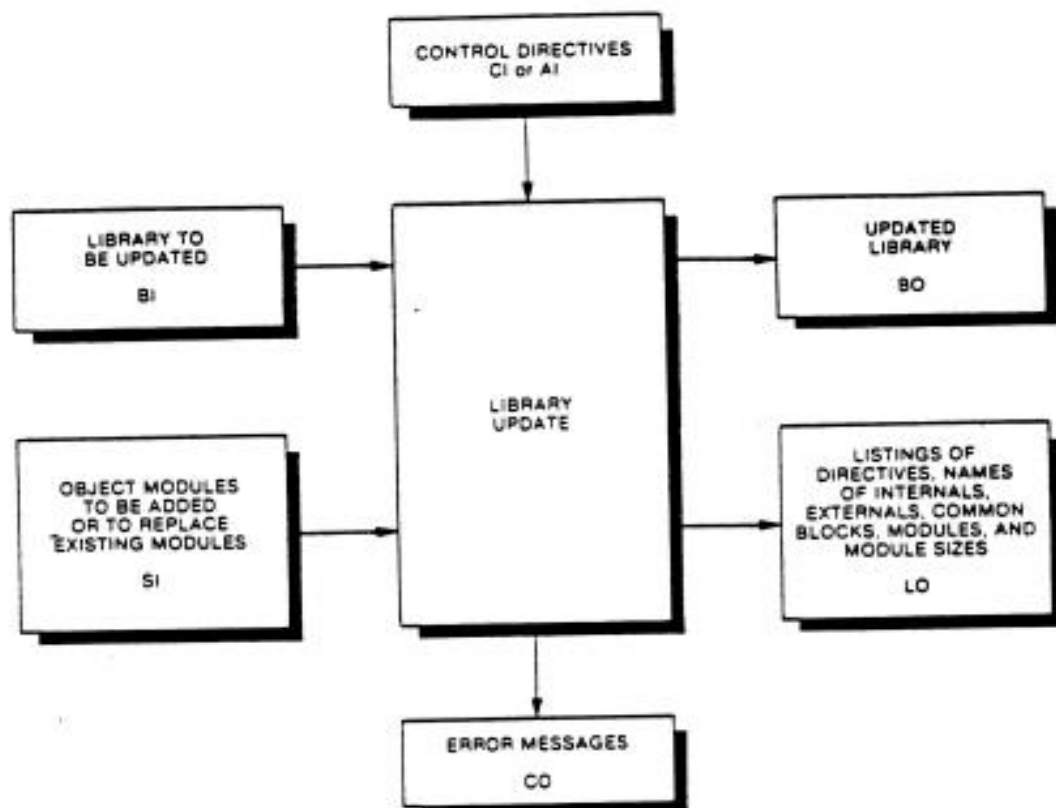 CONTROL DIRECTIVES
CI or AI
LIBRARY TO
BE UPDATED
BI
UPDATED
LIBRARY
BO
LIBRARY
UPDATE
OBJECT MODULES
TO BE ADDED
OR TO REPLACE
EXISTING MODULES
SI
LISTINGS OF
DIRECTIVES, NAMES
OF INTERNALS,
EXTERNALS, COMMON
BLOCKS, MODULES, AND
MODULE SIZES
LO
ERROR MESSAGES
CO